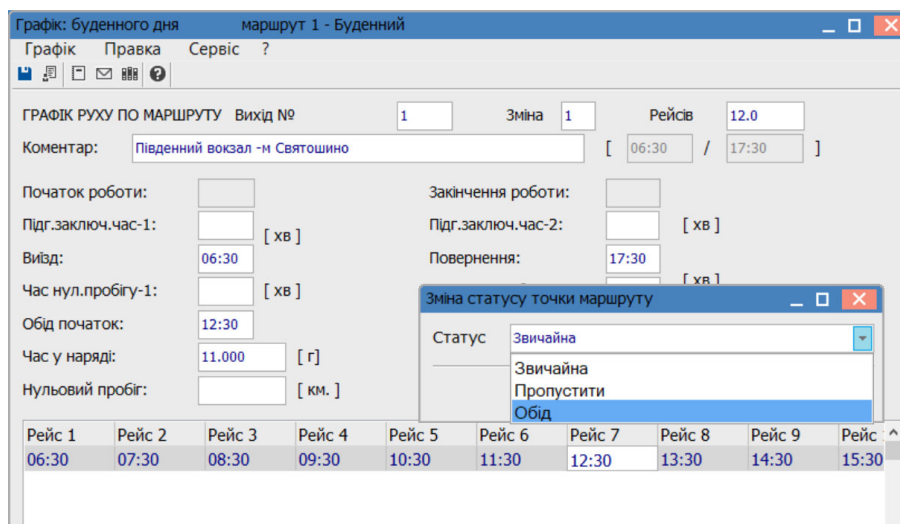 Графік: буденного дня маршрут 1 - Буденний
Графік Правка Сервіс ?
ГРАФІК РУХУ ПО МАРШРУТУ Вихід № 1 Зміна 1 Рейсів 12.0
Коментар: Південний вокзал -м Святошино [ 06:30 / 17:30 ]
Початок роботи: Закінчення роботи:
Підг.заключ.час-1: [ хв ] Підг.заключ.час-2: [ хв ]
Виїзд: 06:30 Повернення: 17:30
Час нул.пробігу-1: [ хв ] [ хв ]
Зміна статусу точки маршруту
Обід початок: 12:30
Статус Звичайна
Час у наряді: 11.000 [ г]
Звичайна
Пропустити
Нульовий пробіг: [ км. ]
Обід
Рейс 1 Рейс 2 Рейс 3 Рейс 4 Рейс 5 Рейс 6 Рейс 7 Рейс 8 Рейс 9 Рейс
06:30 07:30 08:30 09:30 10:30 11:30 12:30 13:30 14:30 15:30